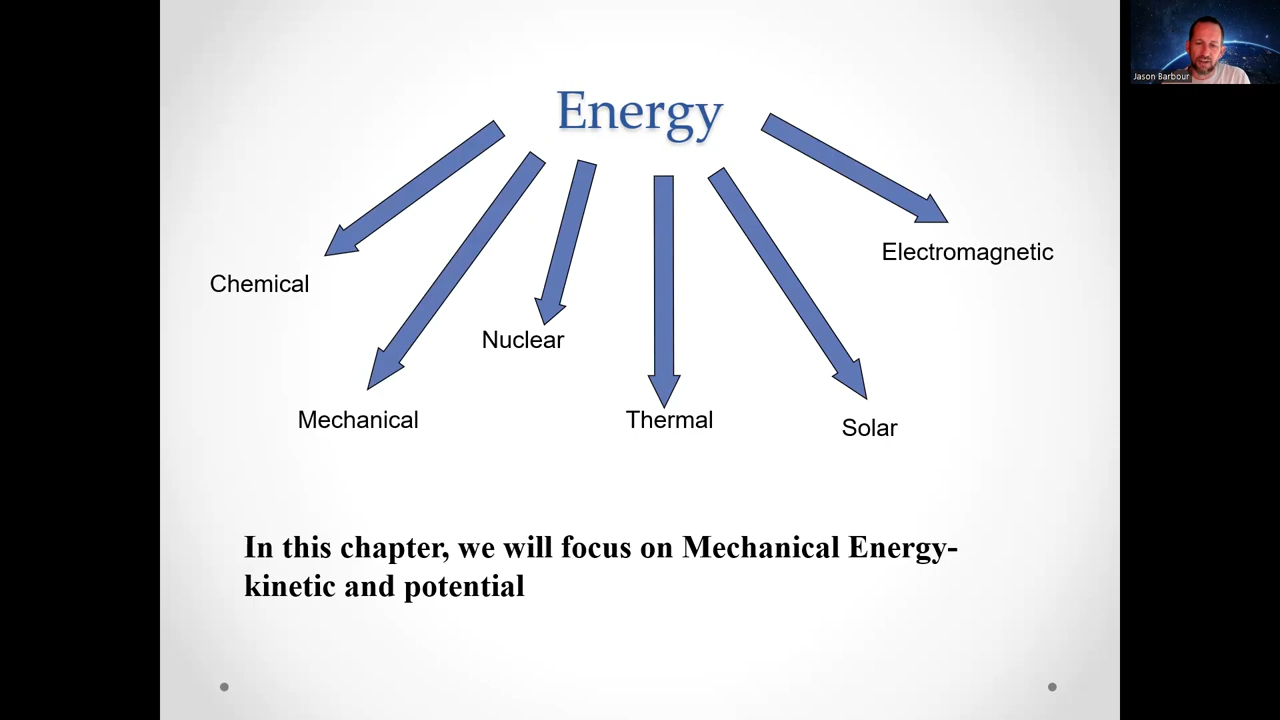 Energy
Jason Barbour
Electromagnetic
Chemical
Nuclear
Mechanical
Thermal
Solar
In this chapter, we will focus on Mechanical Energy-
kinetic and potential